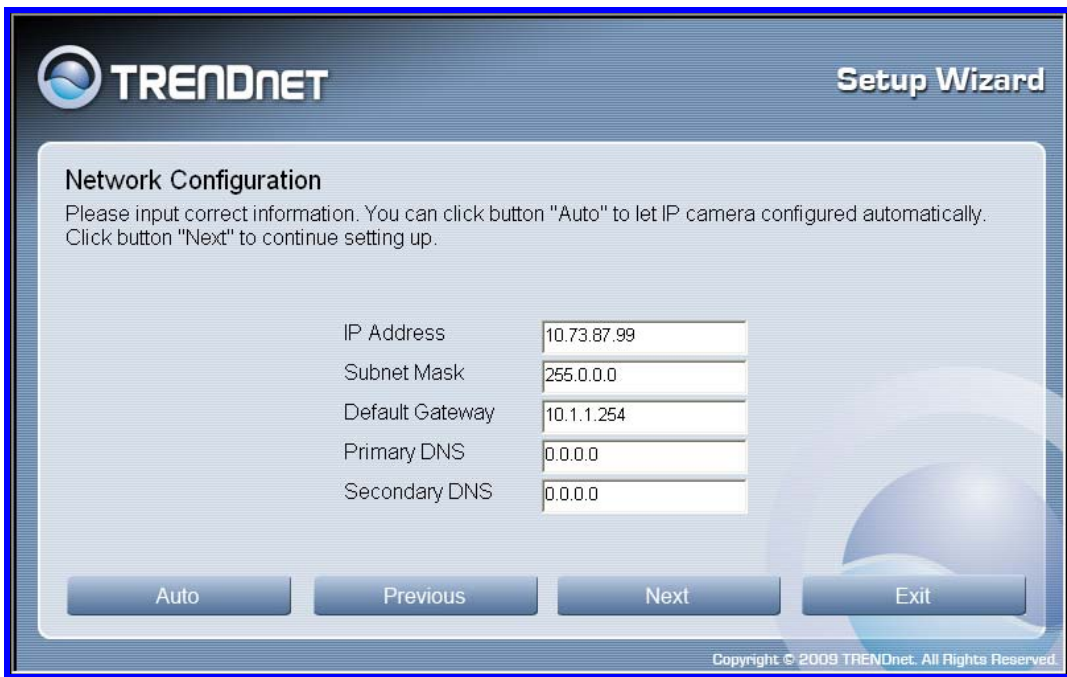 TRENDNET
Setup Wizard
Network Configuration
Please input correct information. You can click button "Auto" to let IP camera configured automatically.
Click button "Next" to continue setting up.
IP Address 10.73.87.99
Subnet Mask 255.0.0.0
Default Gateway 10.1.1.254
Primary DNS 0.0.0.0
Secondary DNS 0.0.0.0
Auto Previous Next Exit
Copyright © 2009 TRENDnet. All Rights Reserved.